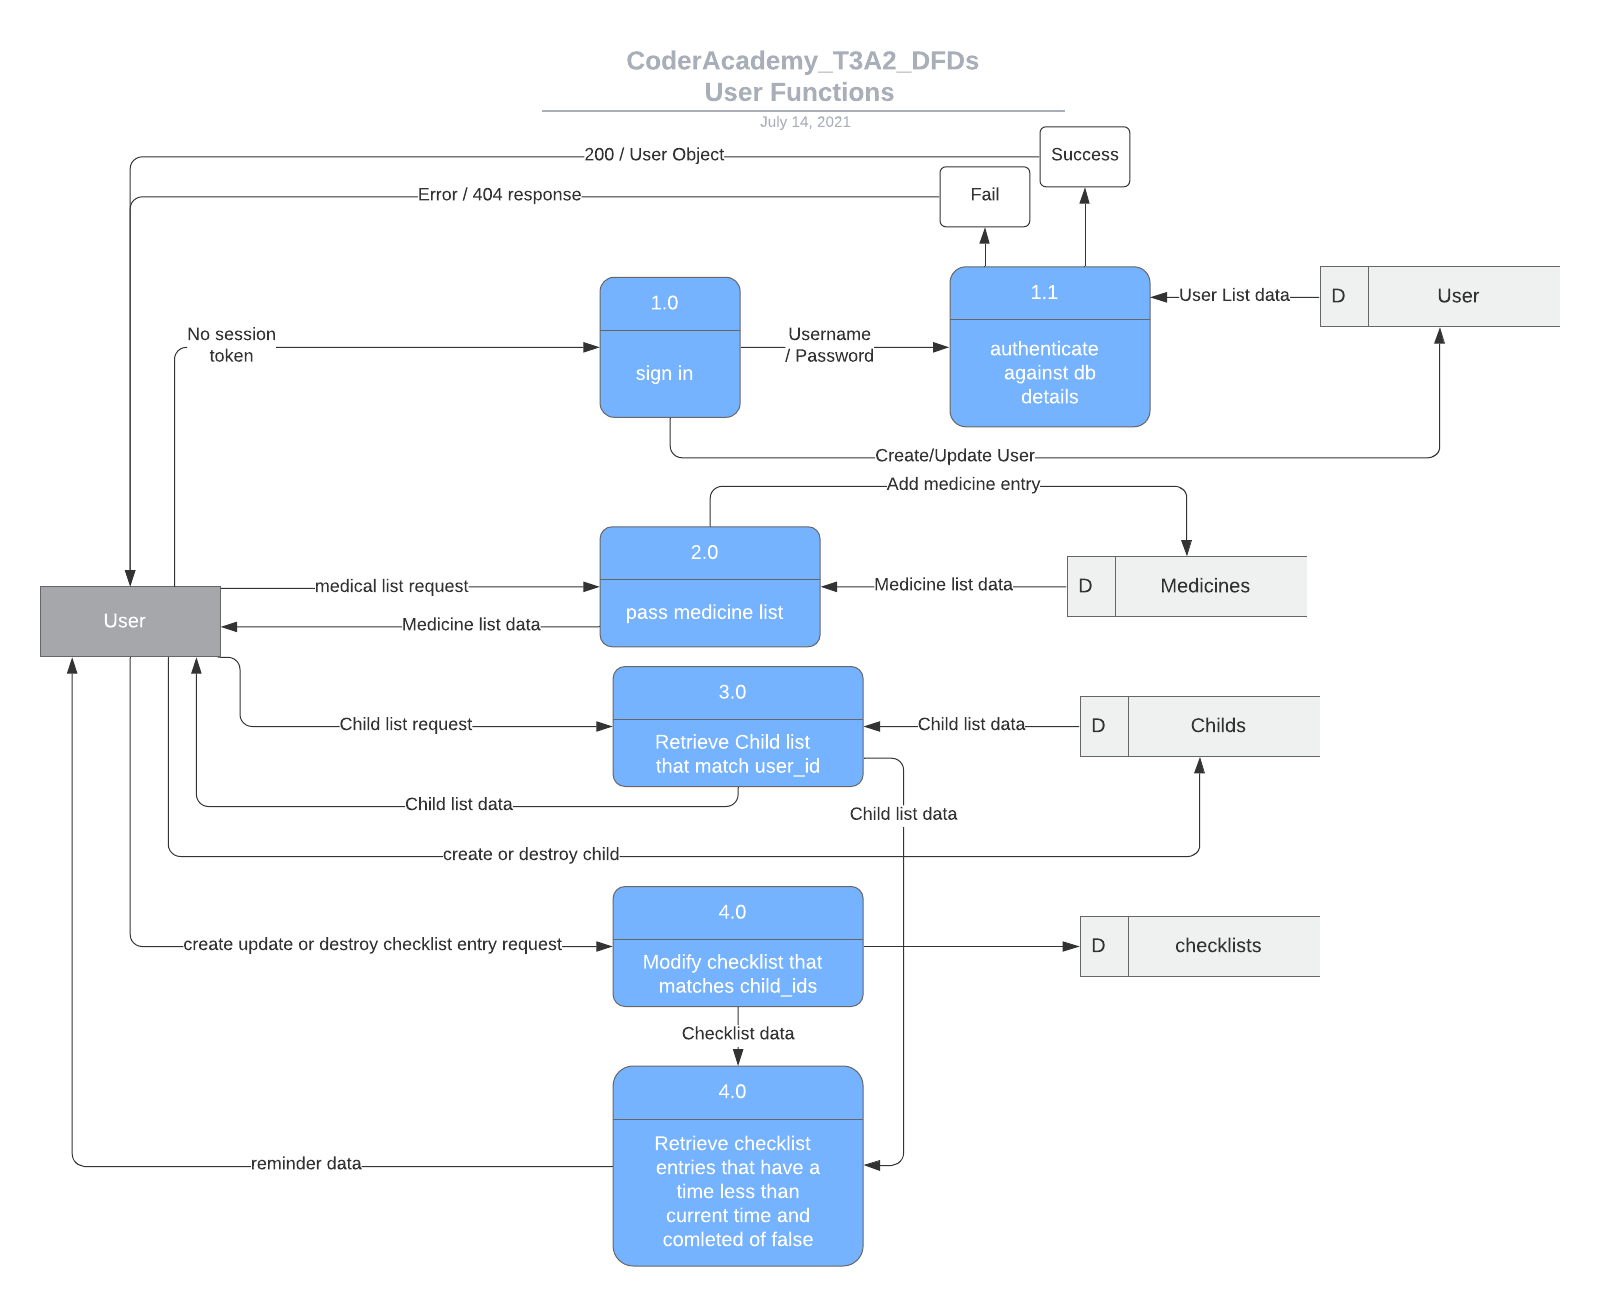 CoderAcademy_T3A2_DFDs
User Functions
July 14, 2021
Success
200 / User Object
Fail
Error / 404 response
1.0
sign in
1.1
authenticate
against db
details
User List data
D
User
No session
token
Username
/ Password
Create/Update User
Add medicine entry
2.0
pass medicine list
medical list request
Medicine list data
D
Medicines
User
Medicine list data
3.0
Retrieve Child list
that match user_id
Child list request
Child list data
D
Childs
Child list data
Child list data
create or destroy child
4.0
Modify checklist that
matches child_ids
create update or destroy checklist entry request
D
checklists
Checklist data
4.0
Retrieve checklist
entries that have a
time less than
current time and
comleted of false
reminder data